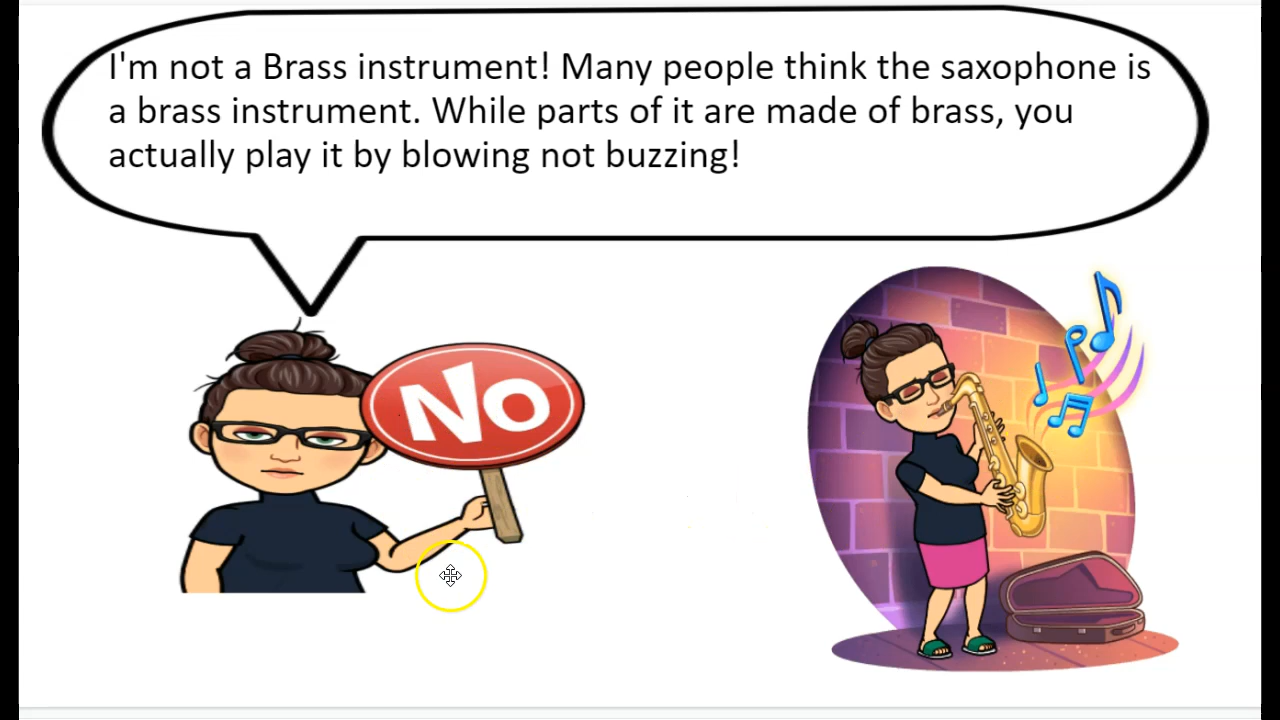 I'm not a Brass instrument! Many people think the saxophone is
a brass instrument. While parts of it are made of brass, you
actually play it by blowing not buzzing!
No